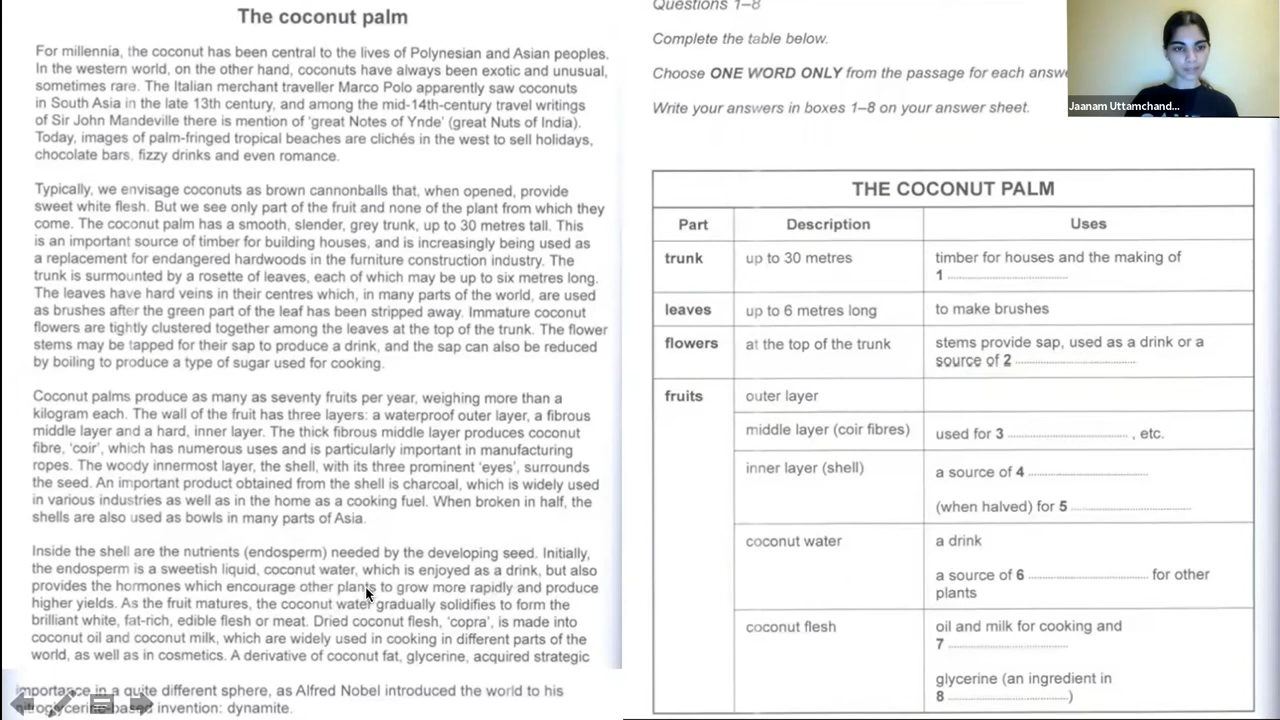 The coconut palm
For millennia, the coconut has been central to the lives of Polynesian and Asian peoples.
In the western world, on the other hand, coconuts have always been exotic and unusual,
sometimes rare. The Italian merchant traveller Marco Polo apparently saw coconuts
in South Asia in the late 13th century, and among the mid-14th-century travel writings
of Sir John Mandeville there is mention of 'great Notes of Ynde' (great Nuts of India).
Today, images of palm-fringed tropical beaches are clichés in the west to sell holidays,
chocolate bars, fizzy drinks and even romance.
Typically, we envisage coconuts as brown cannonballs that, when opened, provide
sweet white flesh. But we see only part of the fruit and none of the plant from which they
come. The coconut palm has a smooth, slender, grey trunk, up to 30 metres tall. This
is an important source of timber for building houses, and is increasingly being used as
a replacement for endangered hardwoods in the furniture construction industry. The
trunk is surmounted by a rosette of leaves, each of which may be up to six metres long.
The leaves have hard veins in their centres which, in many parts of the world, are used
as brushes after the green part of the leaf has been stripped away. Immature coconut
flowers are tightly clustered together among the leaves at the top of the trunk. The flower
stems may be tapped for their sap to produce a drink, and the sap can also be reduced
by boiling to produce a type of sugar used for cooking.
Coconut palms produce as many as seventy fruits per year, weighing more than a
kilogram each. The wall of the fruit has three layers: a waterproof outer layer, a fibrous
middle layer and a hard, inner layer. The thick fibrous middle layer produces coconut
fibre, 'coir', which has numerous uses and is particularly important in manufacturing
ropes. The woody innermost layer, the shell, with its three prominent 'eyes', surrounds
the seed. An important product obtained from the shell is charcoal, which is widely used
in various industries as well as in the home as a cooking fuel. When broken in half, the
shells are also used as bowls in many parts of Asia.
Inside the shell are the nutrients (endosperm) needed by the developing seed. Initially,
the endosperm is a sweetish liquid, coconut water, which is enjoyed as a drink, but also
provides the hormones which encourage other plants to grow more rapidly and produce
higher yields. As the fruit matures, the coconut water gradually solidifies to form the
brilliant white, fat-rich, edible flesh or meat. Dried coconut flesh, 'copra', is made into
coconut oil and coconut milk, which are widely used in cooking in different parts of the
world, as well as in cosmetics. A derivative of coconut fat, glycerine, acquired strategic
importance in a quite different sphere, as Alfred Nobel introduced the world to his
nitroglycerine-based invention: dynamite.
Questions 1–8
Complete the table below.
Choose ONE WORD ONLY from the passage for each answe
Write your answers in boxes 1–8 on your answer sheet.
Jaanam Uttamchand...
THE COCONUT PALM
Part Description Uses
trunk up to 30 metres timber for houses and the making of
1 ....................
leaves up to 6 metres long to make brushes
flowers at the top of the trunk stems provide sap, used as a drink or a
source of 2 ....................
fruits outer layer
middle layer (coir fibres) used for 3 .................... , etc.
inner layer (shell) a source of 4 ....................
(when halved) for 5 ....................
coconut water a drink
a source of 6 .................... for other
plants
coconut flesh oil and milk for cooking and
7 ....................
glycerine (an ingredient in
8 ....................)